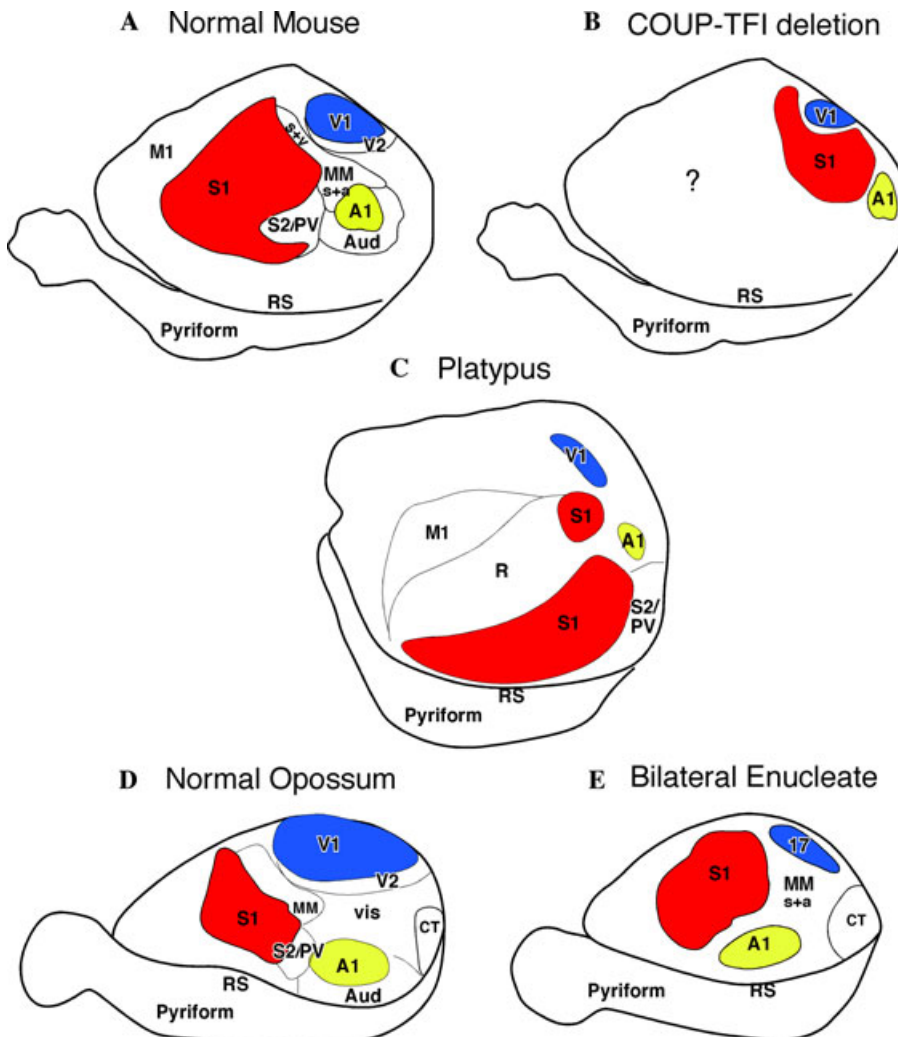 A Normal Mouse
B COUP-TFI deletion
V1
s+v
V2
M1
MM
s+a
S1
A1
S2/PV
Aud
RS
Pyriform
V1
S1
?
A1
RS
Pyriform
C Platypus
V1
S1
M1
A1
R
S1
S2/
PV
RS
Pyriform
D Normal Opossum
E Bilateral Enucleate
V1
V2
MM
vis
S1
CT
S2/PV
A1
RS
Aud
Pyriform
17
S1
MM
s+a
CT
A1
Pyriform
RS